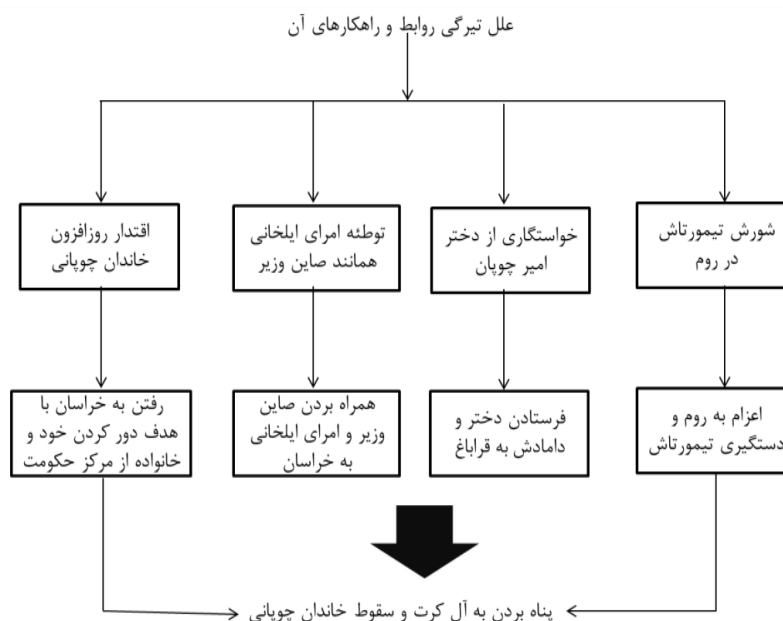 علل تیرگی روابط و راهکارهای آن
شورش تیمورتاش
در روم
خواستگاری از دختر
امیر چوپان
توطئه امرای ایلخانی
همانند صاین وزیر
اقتدار روزافزون
خاندان چوپانی
اعزام به روم و
دستگیری تیمورتاش
فرستادن دختر و
دامادش به قراباغ
همراه بردن صاین
وزیر و امرای ایلخانی
به خراسان
رفتن به خراسان با
هدف دور کردن خود و
خانواده از مرکز حکومت
پناه بردن به آل کرت و سقوط خاندان چوپانی